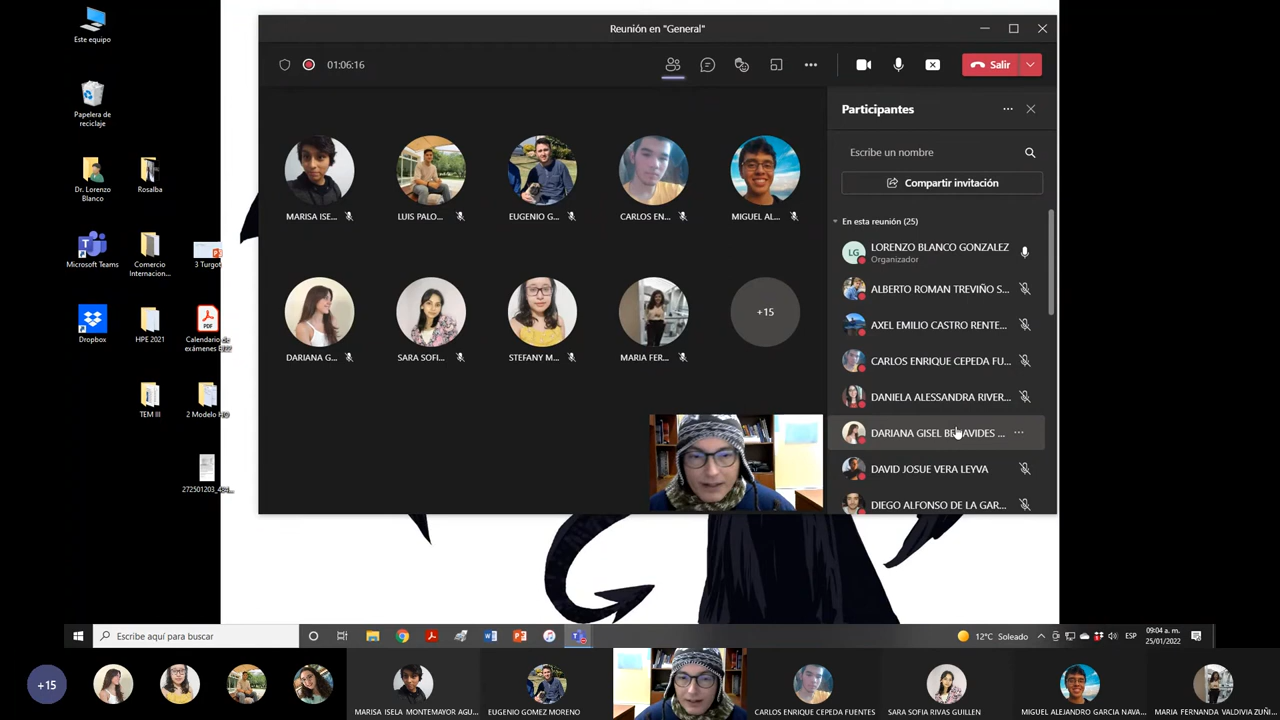 Este equipo
Papelera de
reciclaje
Dr. Lorenzo
Blanco
Rosalba
Microsoft Teams
Comercio
Internacion...
3 Turgot
Dropbox
HPE 2021
PDF
Calendario de
exámenes
TEM III
2 Modelo HO
Reunión en "General"
01:06:16
Salir
MARISA ISE...
LUIS PALO...
EUGENIO G...
CARLOS EN...
MIGUEL AL...
DARIANA G...
SARA SOFI...
STEFANY M...
MARIA FER...
+15
Participantes
Escribe un nombre
Compartir invitación
En esta reunión (25)
LG
LORENZO BLANCO GONZALEZ
Organizador
ALBERTO ROMAN TREVIÑO S...
AXEL EMILIO CASTRO RENTE...
CARLOS ENRIQUE CEPEDA FU...
DANIELA ALESSANDRA RIVER...
DARIANA GISEL BENAVIDES ...
DAVID JOSUE VERA LEYVA
DIEGO ALFONSO DE LA GAR...
Escribe aquí para buscar
12°C Soleado
ESP
09:04 a. m.
25/01/2022
+15
MARISA ISELA MONTEMAYOR AGU...
EUGENIO GOMEZ MORENO
CARLOS ENRIQUE CEPEDA FUENTES
SARA SOFIA RIVAS GUILLEN
MIGUEL ALEJANDRO GARCIA NAVA...
MARIA FERNANDA VALDIVIA ZUÑI...